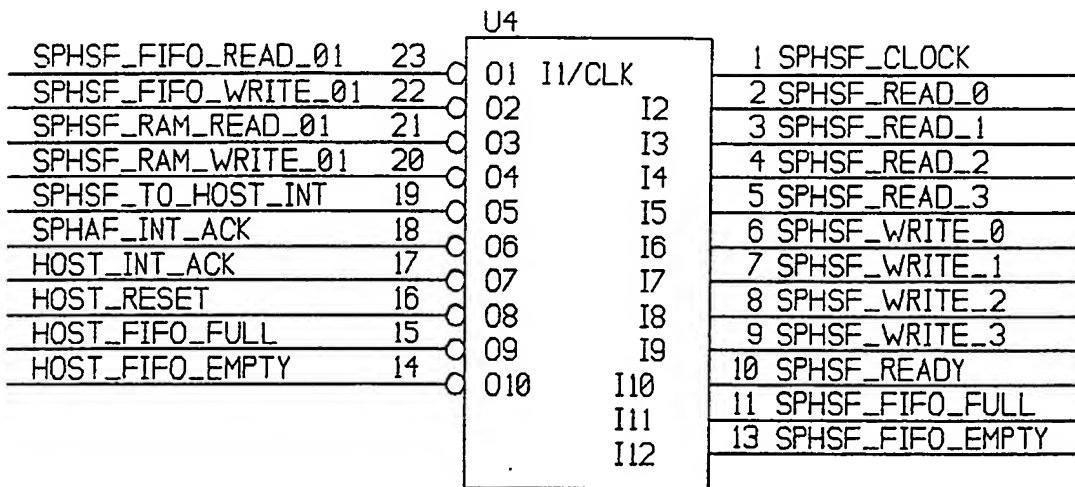 U4
SPHSF_FIFO_READ_01 23 O1 I1/CLK 1 SPHSF_CLOCK
SPHSF_FIFO_WRITE_01 22 O2 I2 2 SPHSF_READ_0
SPHSF_RAM_READ_01 21 O3 I3 3 SPHSF_READ_1
SPHSF_RAM_WRITE_01 20 O4 I4 4 SPHSF_READ_2
SPHSF_TO_HOST_INT 19 O5 I5 5 SPHSF_READ_3
SPHAF_INT_ACK 18 O6 I6 6 SPHSF_WRITE_0
HOST_INT_ACK 17 O7 I7 7 SPHSF_WRITE_1
HOST_RESET 16 O8 I8 8 SPHSF_WRITE_2
HOST_FIFO_FULL 15 O9 I9 9 SPHSF_WRITE_3
HOST_FIFO_EMPTY 14 O10 I10 10 SPHSF_READY
I11 11 SPHSF_FIFO_FULL
I12 13 SPHSF_FIFO_EMPTY